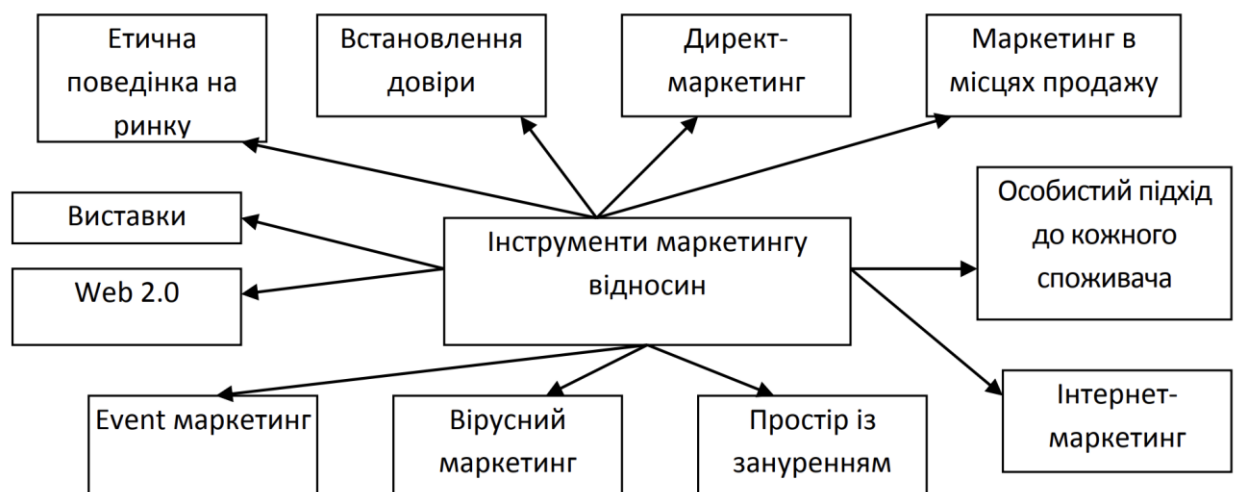 Етична
поведінка на
ринку
Встановлення
довіри
Директ-
маркетинг
Маркетинг в
місцях продажу
Виставки
Web 2.0
Інструменти маркетингу
відносин
Особистий підхід
до кожного
споживача
Event маркетинг
Вірусний
маркетинг
Простір із
зануренням
Інтернет-
маркетинг